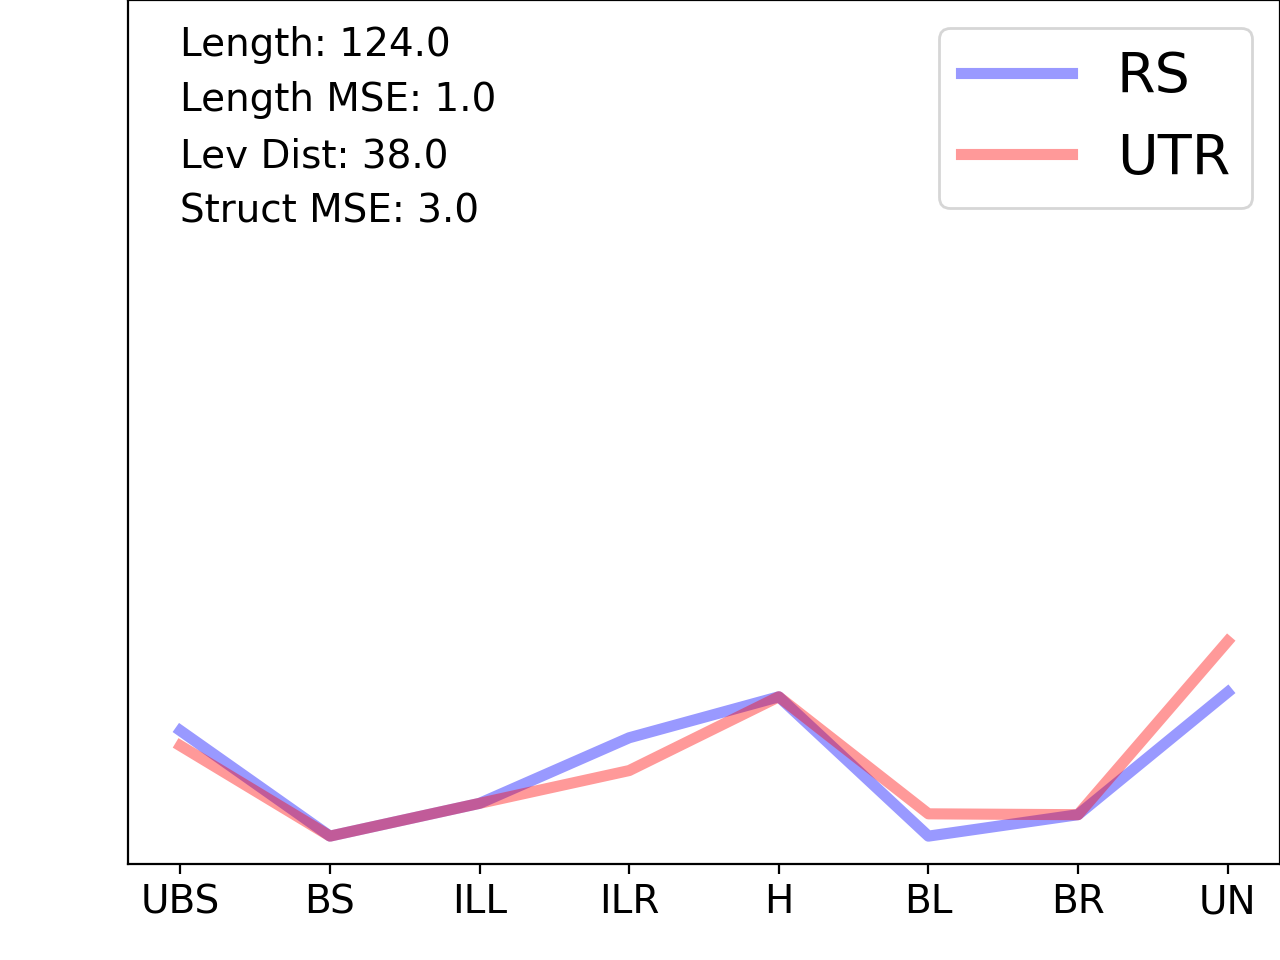 Length: 124.0
Length MSE: 1.0
Lev Dist: 38.0
Struct MSE: 3.0
RS
UTR
UBS BS ILL ILR H BL BR UN